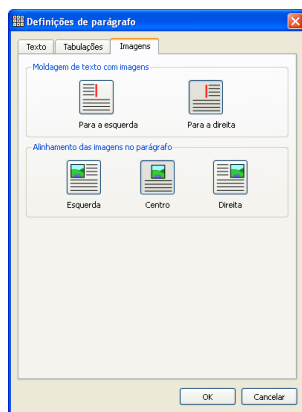 Definições de parágrafo
Texto Tabulações Imagens
Moldagem de texto com imagens
Para a esquerda Para a direita
Alinhamento das imagens no parágrafo
Esquerda Centro Direita
OK Cancelar